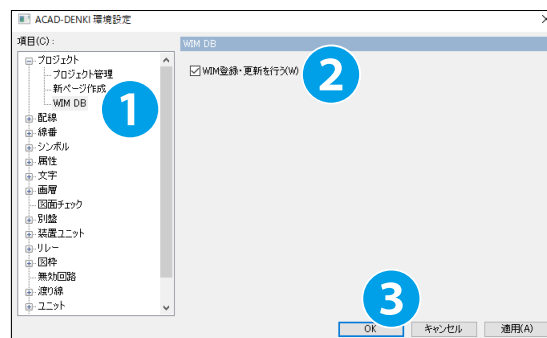 ACAD-DENKI 環境設定
項目(C) :
WIM DB
プロジェクト
プロジェクト管理
新ページ作成
WIM DB
配線
線番
シンボル
属性
文字
画層
図面チェック
別盤
装置ユニット
リレー
図枠
無効回路
渡り線
ユニット
WIM登録・更新を行う(W)
1
2
3
OK
キャンセル
適用(A)